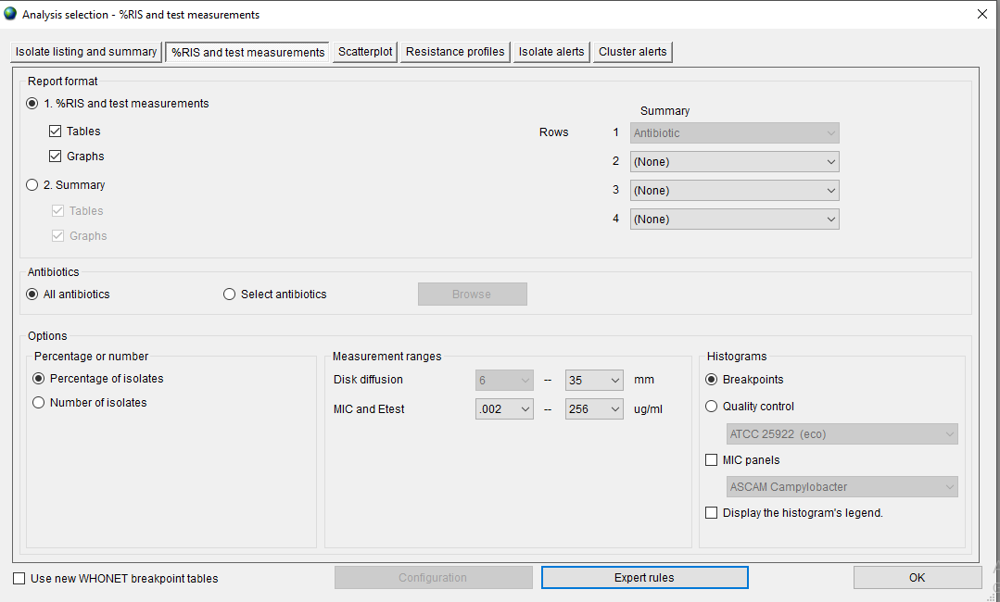 Analysis selection - %RIS and test measurements
Isolate listing and summary %RIS and test measurements Scatterplot Resistance profiles Isolate alerts Cluster alerts
Report format
1. %RIS and test measurements
Summary
Tables
Rows 1 Antibiotic
Graphs
2 (None)
2. Summary
3 (None)
Tables
4 (None)
Graphs
Antibiotics
All antibiotics Select antibiotics Browse
Options
Percentage or number
Percentage of isolates
Number of isolates
Measurement ranges
Disk diffusion 6 -- 35 mm
MIC and Etest .002 -- 256 ug/ml
Histograms
Breakpoints
Quality control
ATCC 25922 (eco)
MIC panels
ASCAM Campylobacter
Display the histogram's legend.
Use new WHONET breakpoint tables Configuration Expert rules OK